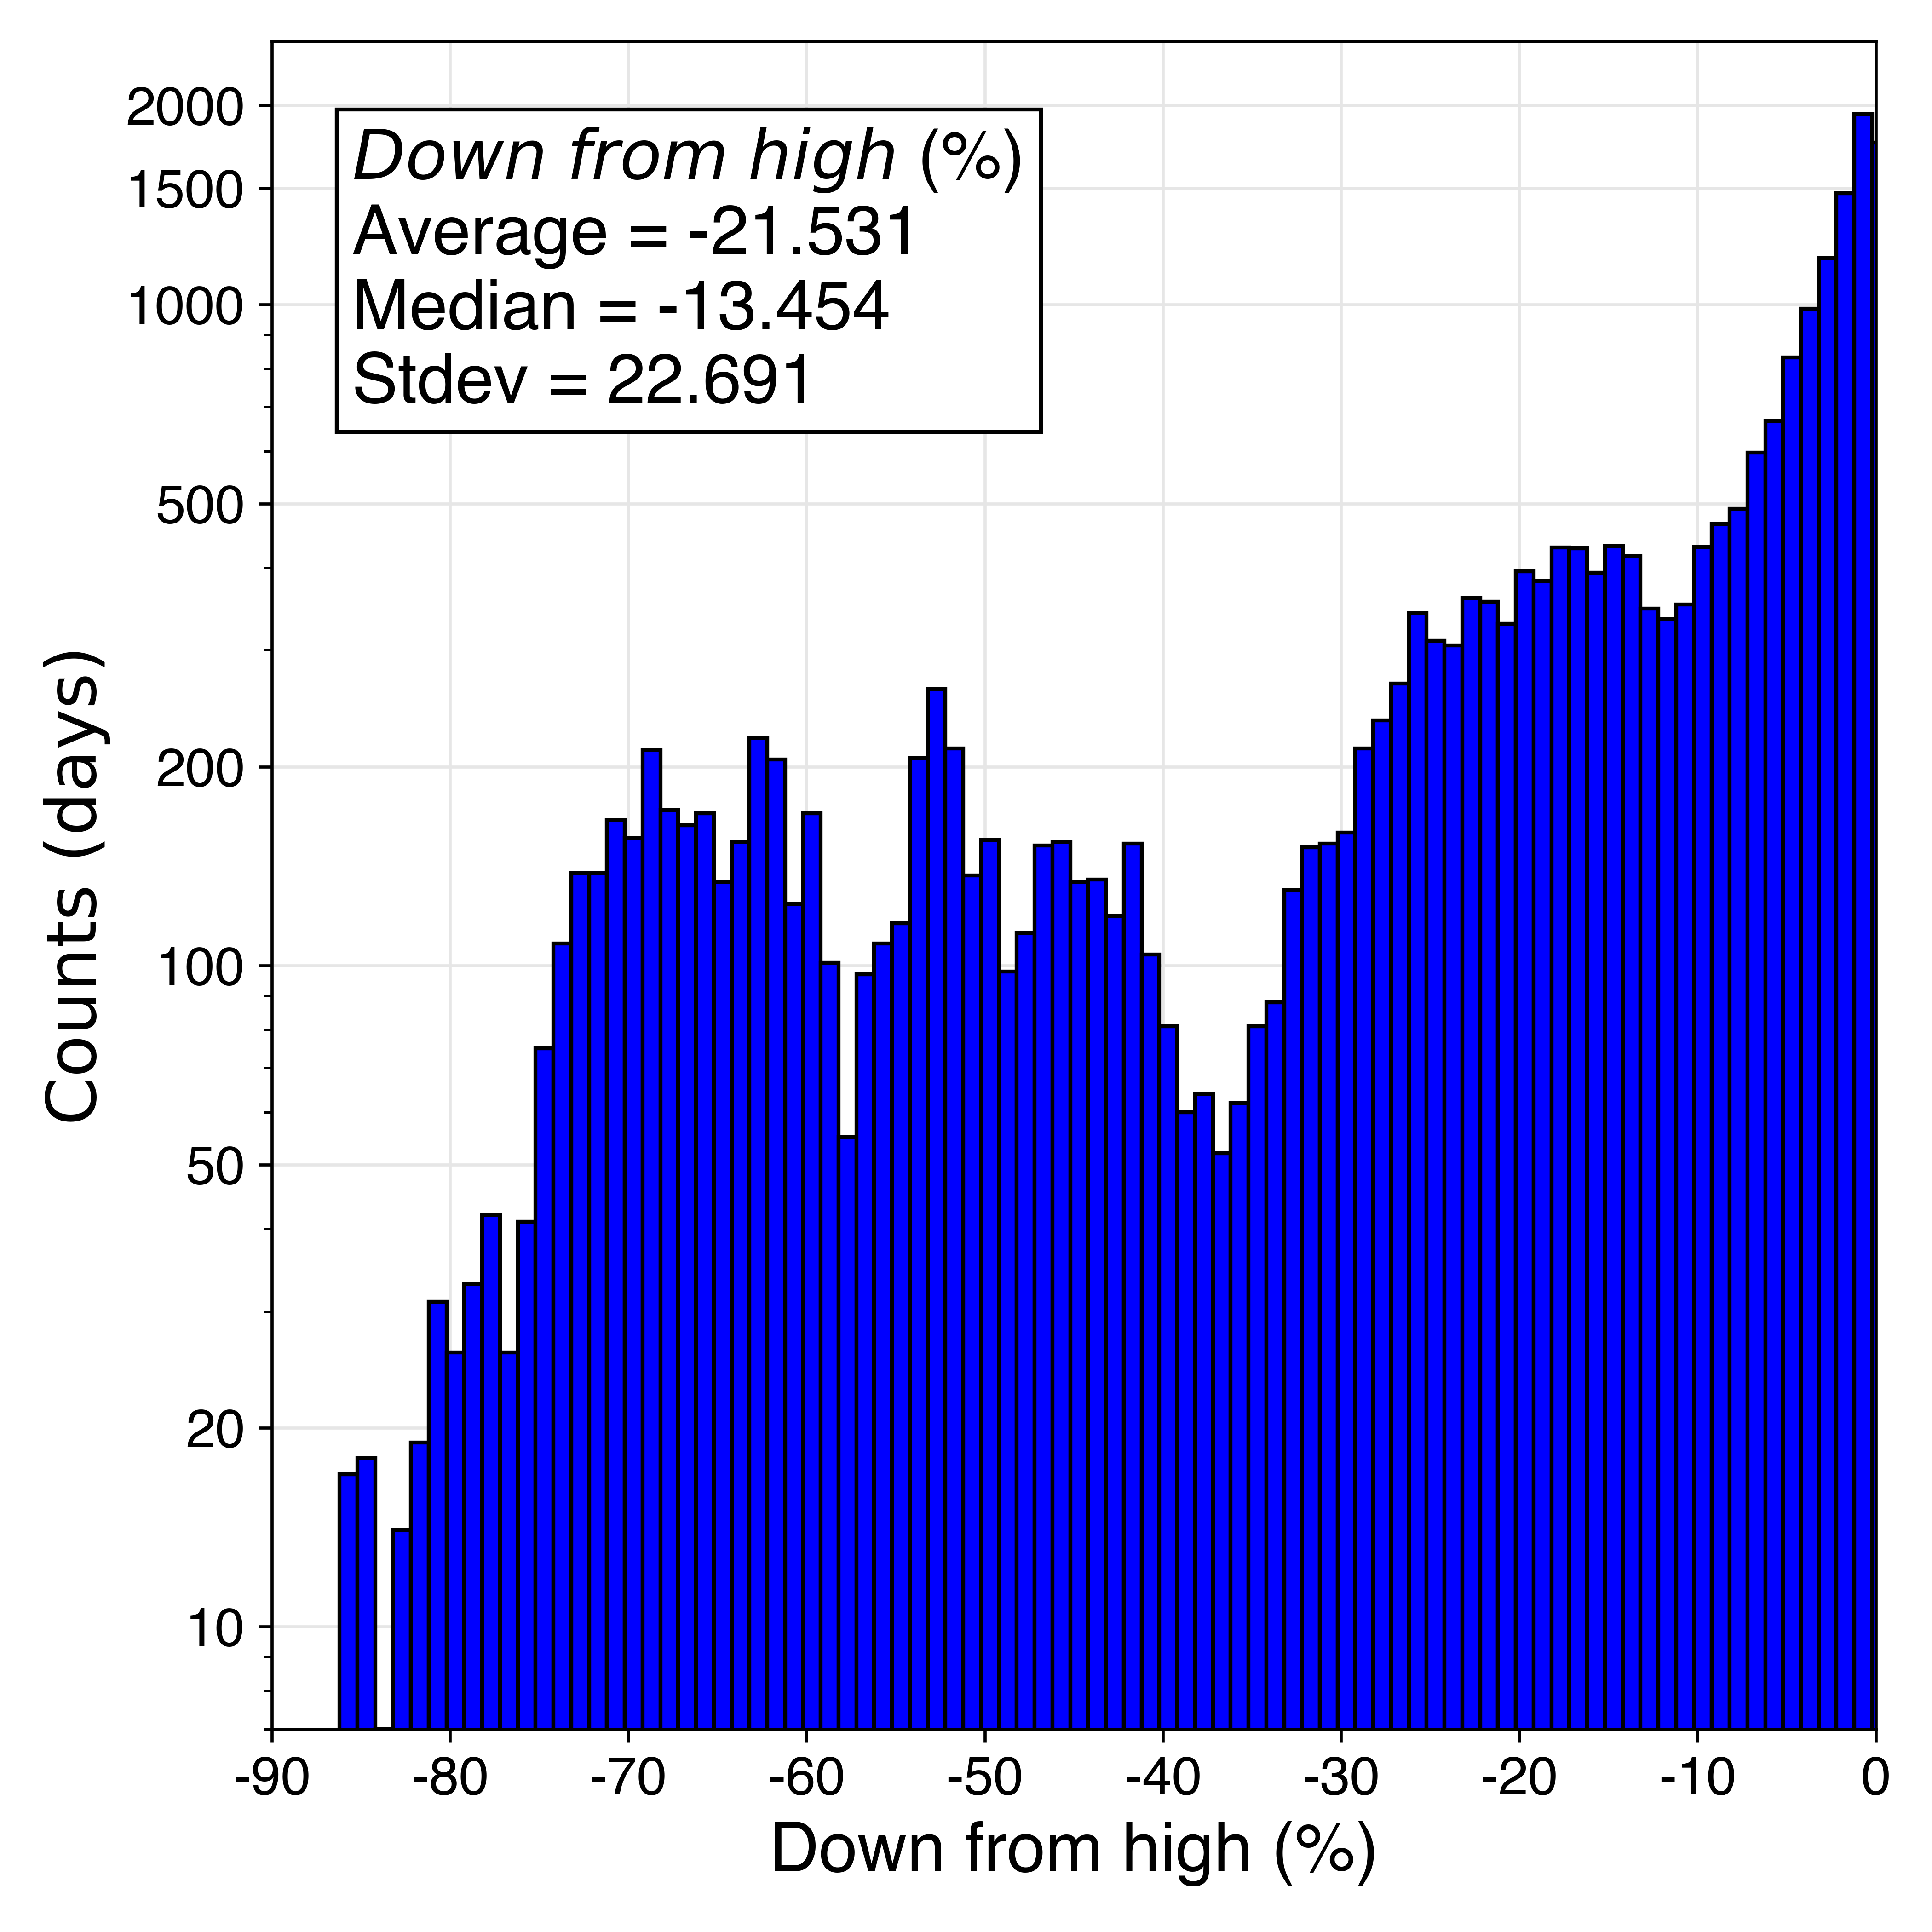 2000
1500
1000
500
200
100
50
20
10
Counts (days)
Down from high (%)
Average = -21.531
Median = -13.454
Stdev = 22.691
-90 -80 -70 -60 -50 -40 -30 -20 -10 0
Down from high (%)